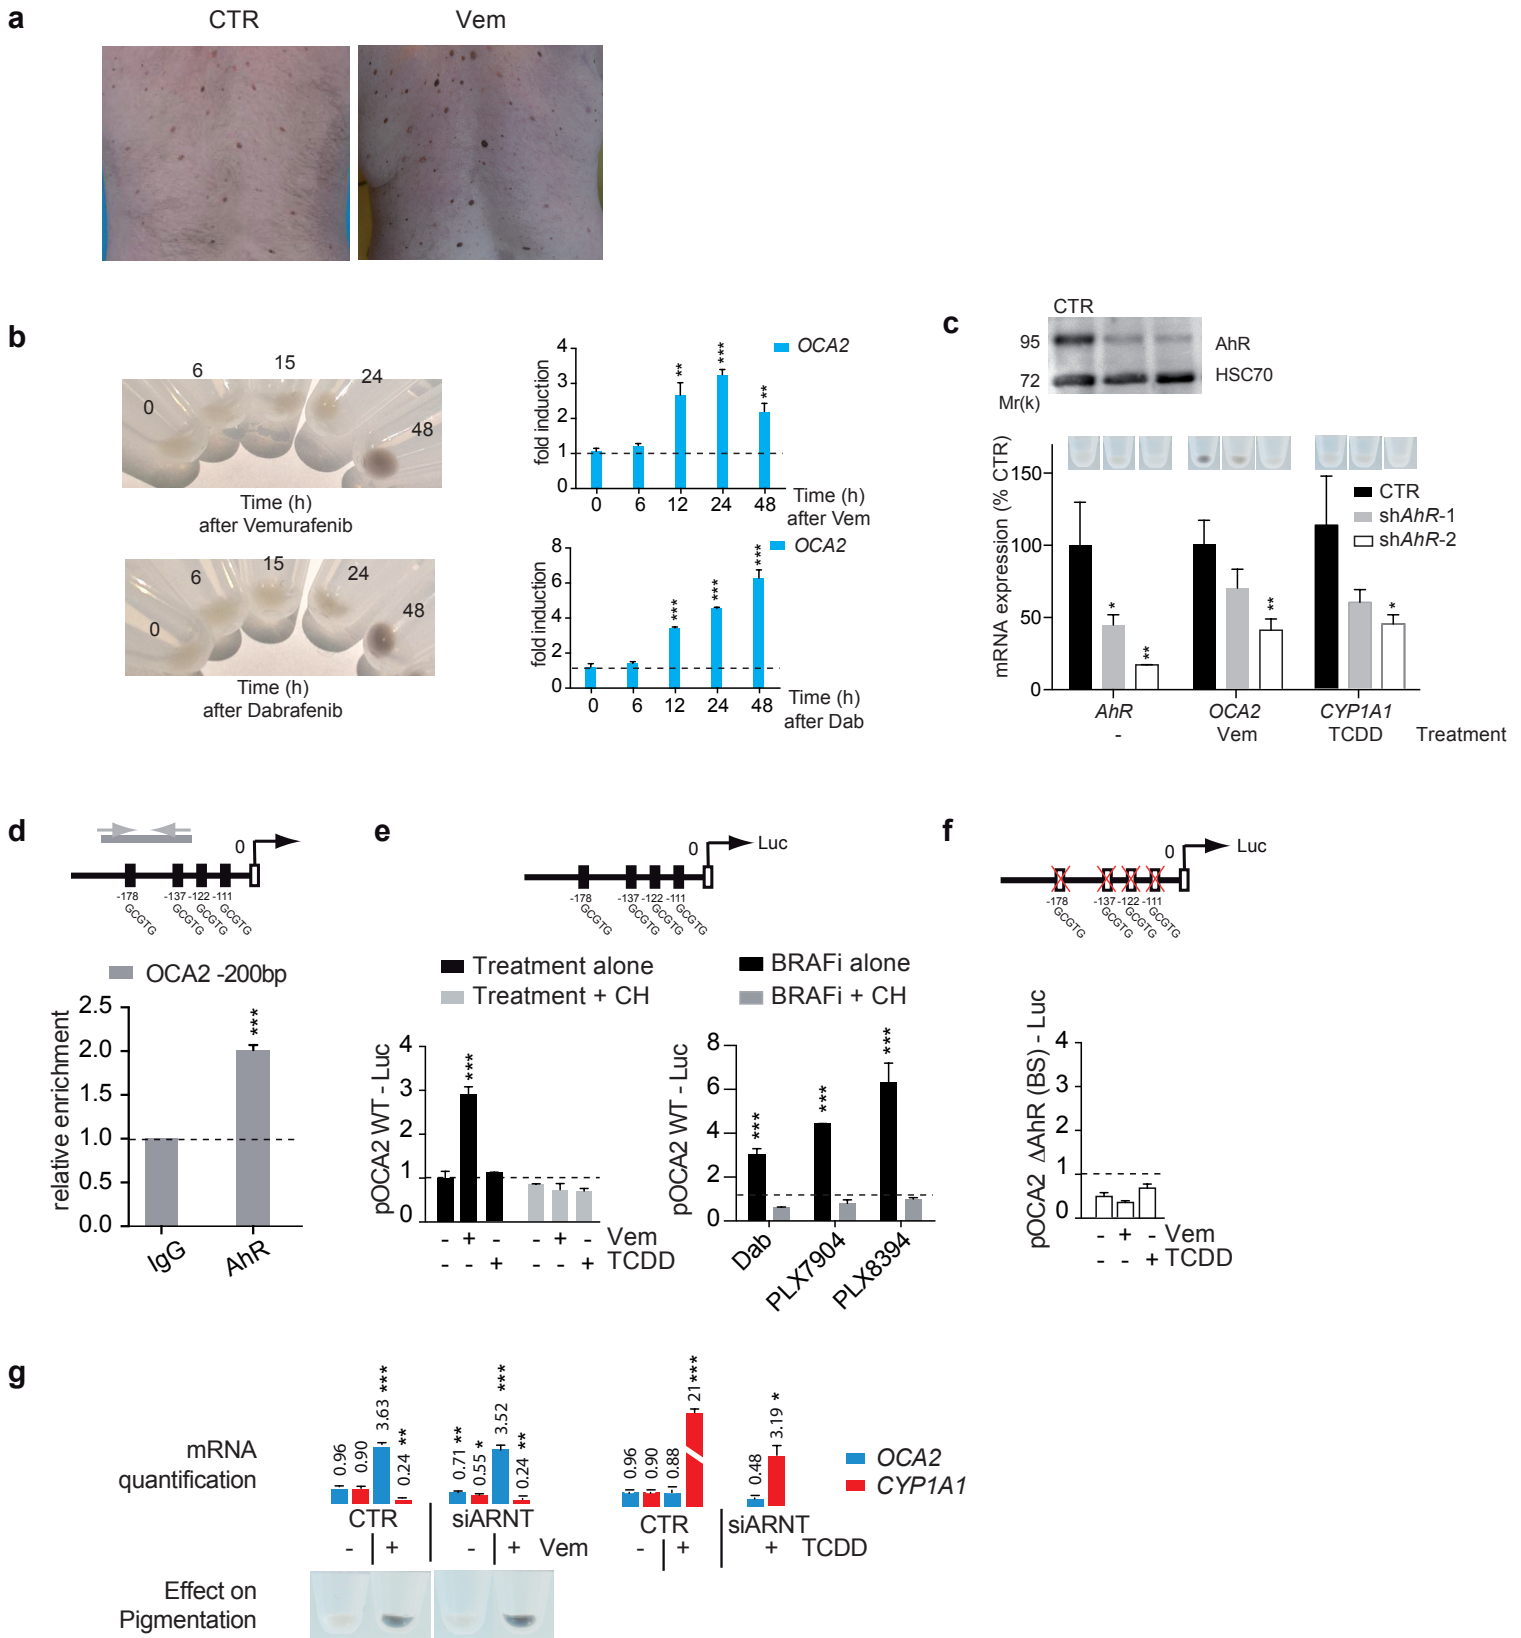 a
CTR Vem
b
0 6 15 24 48
Time (h)
after Vemurafenib
0 6 15 24 48
Time (h)
after Dabrafenib
OCA2
fold induction
4
3
2
1
0
** *** **
0 6 12 24 48
Time (h)
after Vem
OCA2
fold induction
8
6
4
2
0
*** *** ***
0 6 12 24 48
Time (h)
after Dab
c
CTR
95 AhR
72 HSC70
Mr(k)
mRNA expression (% CTR)
150
100
50
0
CTR
shAhR-1
shAhR-2
* ** ** *
AhR OCA2 CYP1A1
- Vem TCDD Treatment
d
0
-178 -137 -122 -111
GCGTG GCGTG GCGTG GCGTG
OCA2 -200bp
relative enrichment
2.5
2.0
1.5
1.0
0.5
0.0
***
IgG AhR
e
0 Luc
-178 -137 -122 -111
GCGTG GCGTG GCGTG GCGTG
Treatment alone
Treatment + CH
pOCA2 WT - Luc
4
3
2
1
0
***
- + - - + - Vem
- - + - - + TCDD
BRAFi alone
BRAFi + CH
pOCA2 WT - Luc
8
6
4
2
0
*** *** ***
Dab PLX7904 PLX8394
f
0 Luc
-178 -137 -122 -111
GCGTG GCGTG GCGTG GCGTG
pOCA2 ΔAhR (BS) - Luc
4
3
2
1
0
- + - Vem
- - + TCDD
g
mRNA
quantification
0.96 0.90 3.63 *** 0.24 ** 0.71 ** 0.55 * 3.52 *** 0.24 **
CTR siARNT
- + - + Vem
0.96 0.90 0.88 21 *** 0.48 3.19 *
CTR siARNT
- + + TCDD
OCA2
CYP1A1
Effect on
Pigmentation